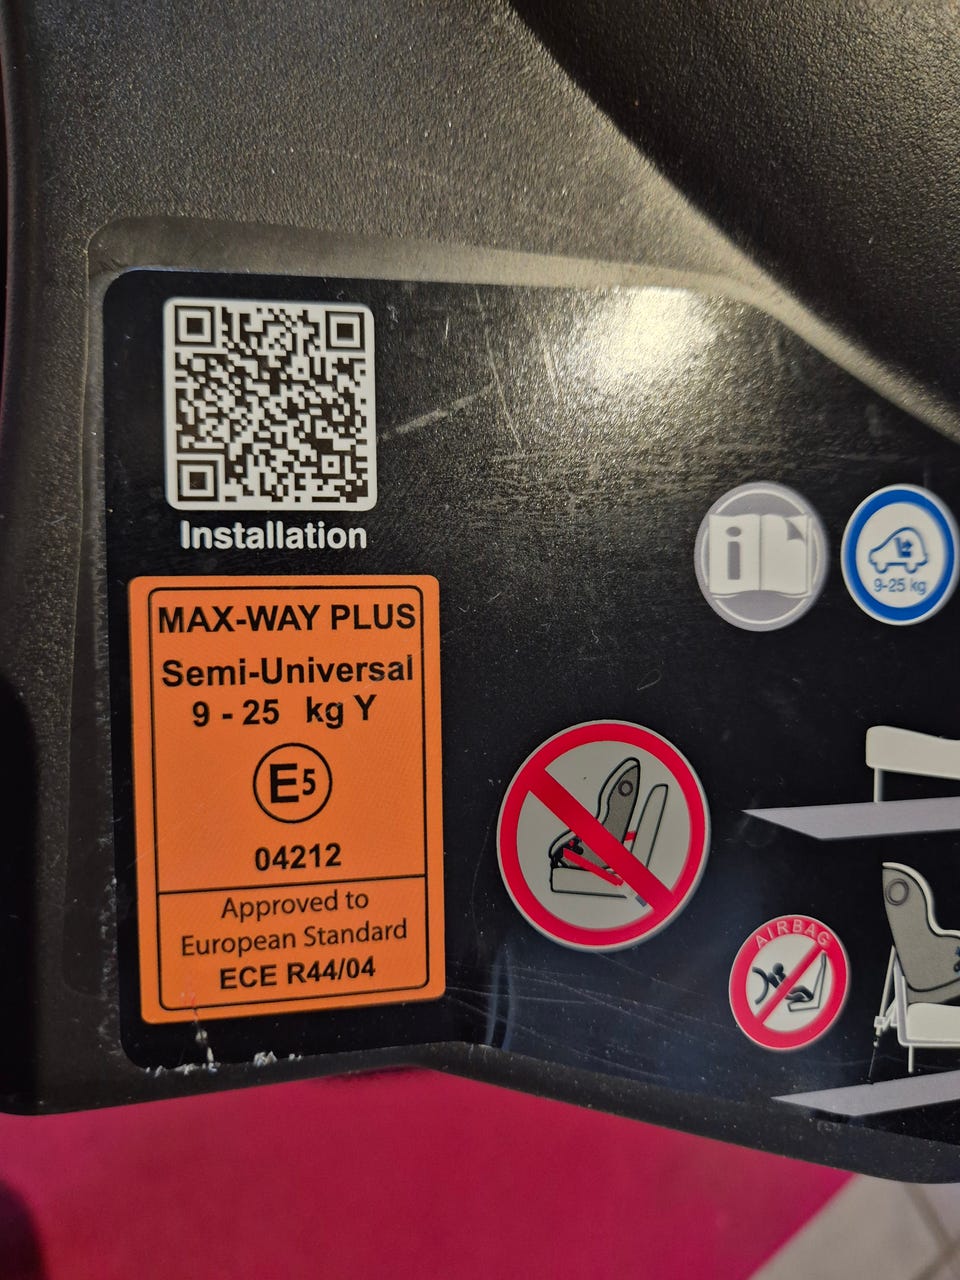 Installation
MAX-WAY PLUS
Semi-Universal
9 - 25 kg Y
E5
04212
Approved to
European Standard
ECE R44/04
i
9-25 kg
AIRBAG